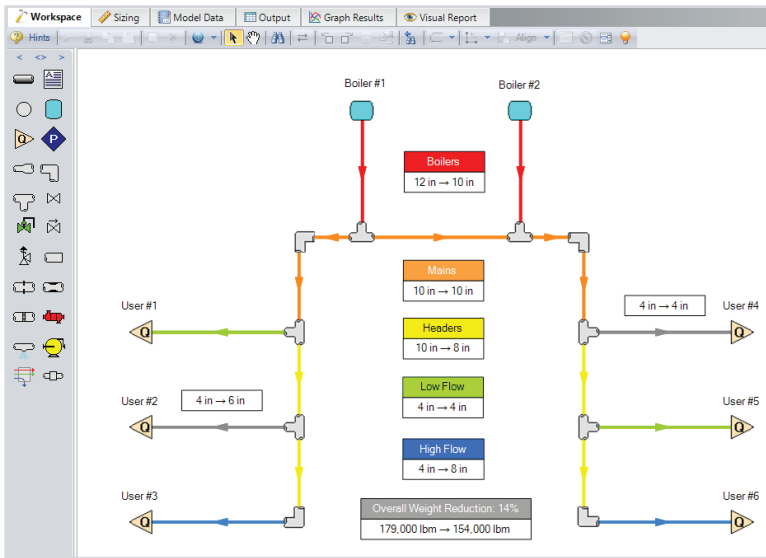 Workspace Sizing Model Data Output Graph Results Visual Report
Hints Align
< <> >
A
Q P
Boiler #1 Boiler #2
Boilers
12 in → 10 in
Mains
10 in → 10 in
User #1 4 in → 4 in User #4
Headers
Q Q
10 in → 8 in
Low Flow
User #2 4 in → 6 in User #5
4 in → 4 in
Q Q
High Flow
4 in → 8 in
User #3 User #6
Overall Weight Reduction: 14%
Q Q
179,000 lbm → 154,000 lbm